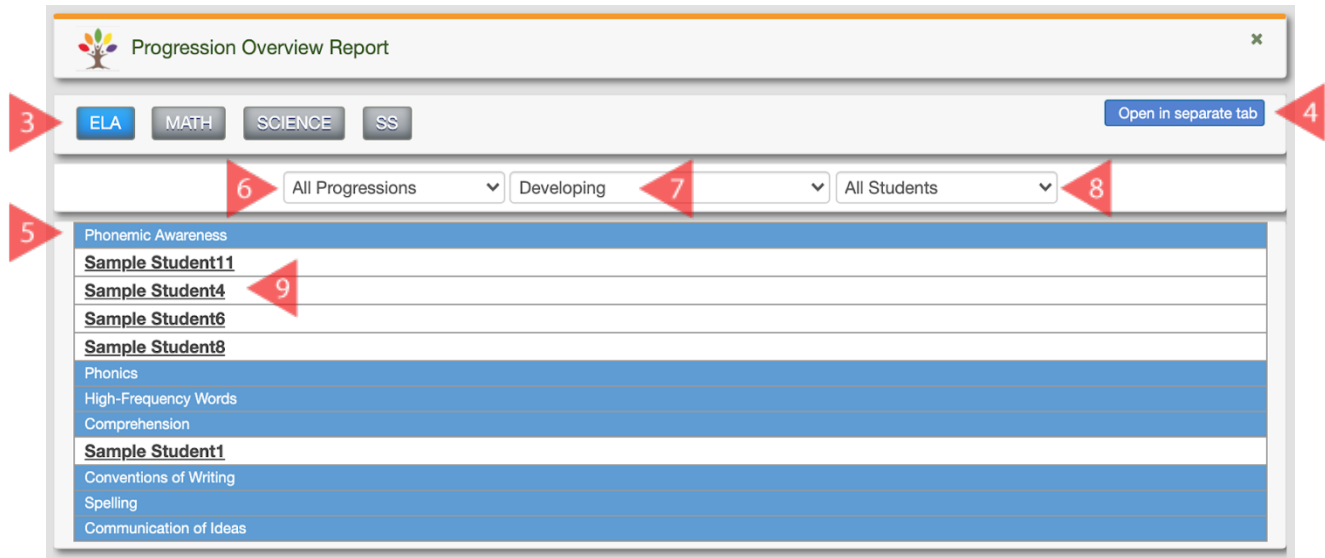 Progression Overview Report ×
3 ELA MATH SCIENCE SS Open in separate tab 4
6 All Progressions Developing 7 All Students 8
5 Phonemic Awareness
Sample Student11
Sample Student4 9
Sample Student6
Sample Student8
Phonics
High-Frequency Words
Comprehension
Sample Student1
Conventions of Writing
Spelling
Communication of Ideas